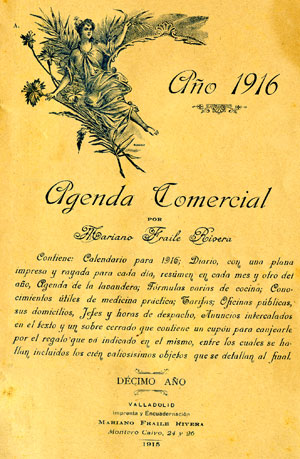 A.
Año 1916
Agenda Comercial
POR
Mariano Fraile Rivera
Contiene: Calendario para 1916; Diario, con una plana
impresa y rayada para cada día, resúmen en cada mes y otro del
año, Agenda de la lavandera; Fórmulas varias de cocina; Cono-
cimientos útiles de medicina práctica; Tarifas; Oficinas públicas,
sus domicilios, Jefes y horas de despacho, Anuncios intercalados
en el texto y un sobre cerrado que contiene un cupón para canjearle
por el regalo que va indicado en el mismo, entre los cuales se ha-
llan incluidos los cien valiosísimos objetos que se detallan al final.
DÉCIMO AÑO
VALLADOLID
Imprenta y Encuadernación
MARIANO FRAILE RIVERA
Montero Calvo, 24 y 26
1915